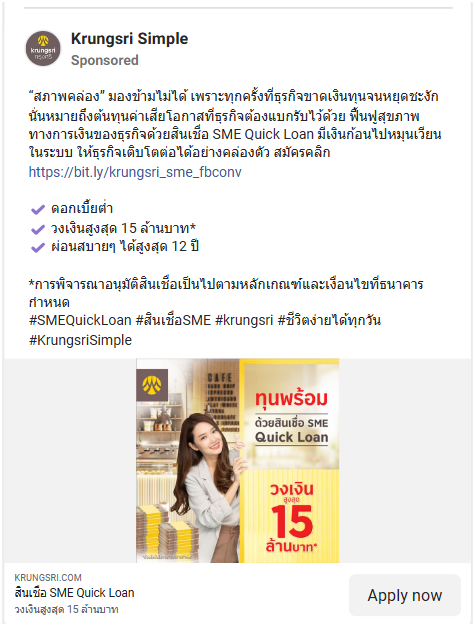 krungsri
กรุงศรี
Krungsri Simple
Sponsored
“สภาพคล่อง” มองข้ามไม่ได้ เพราะทุกครั้งที่ธุรกิจขาดเงินทุนจนหยุดชะงัก
นั่นหมายถึงต้นทุนค่าเสียโอกาสที่ธุรกิจต้องแบกรับไว้ด้วย ฟื้นฟูสุขภาพ
ทางการเงินของธุรกิจด้วยสินเชื่อ SME Quick Loan มีเงินก้อนไปหมุนเวียน
ในระบบ ให้ธุรกิจเติบโตต่อได้อย่างคล่องตัว สมัครคลิก
https://bit.ly/krungsri_sme_fbconv
ดอกเบี้ยต่ำ
วงเงินสูงสุด 15 ล้านบาท*
ผ่อนสบายๆ ได้สูงสุด 12 ปี
*การพิจารณาอนุมัติสินเชื่อเป็นไปตามหลักเกณฑ์และเงื่อนไขที่ธนาคาร
กำหนด
#SMEQuickLoan #สินเชื่อSME #krungsri #ชีวิตง่ายได้ทุกวัน
#KrungsriSimple
CAFE
ทุนพร้อม
ด้วยสินเชื่อ SME
Quick Loan
วงเงิน
สูงสุด
15
ล้านบาท*
KRUNGSRI.COM
สินเชื่อ SME Quick Loan
วงเงินสูงสุด 15 ล้านบาท
Apply now